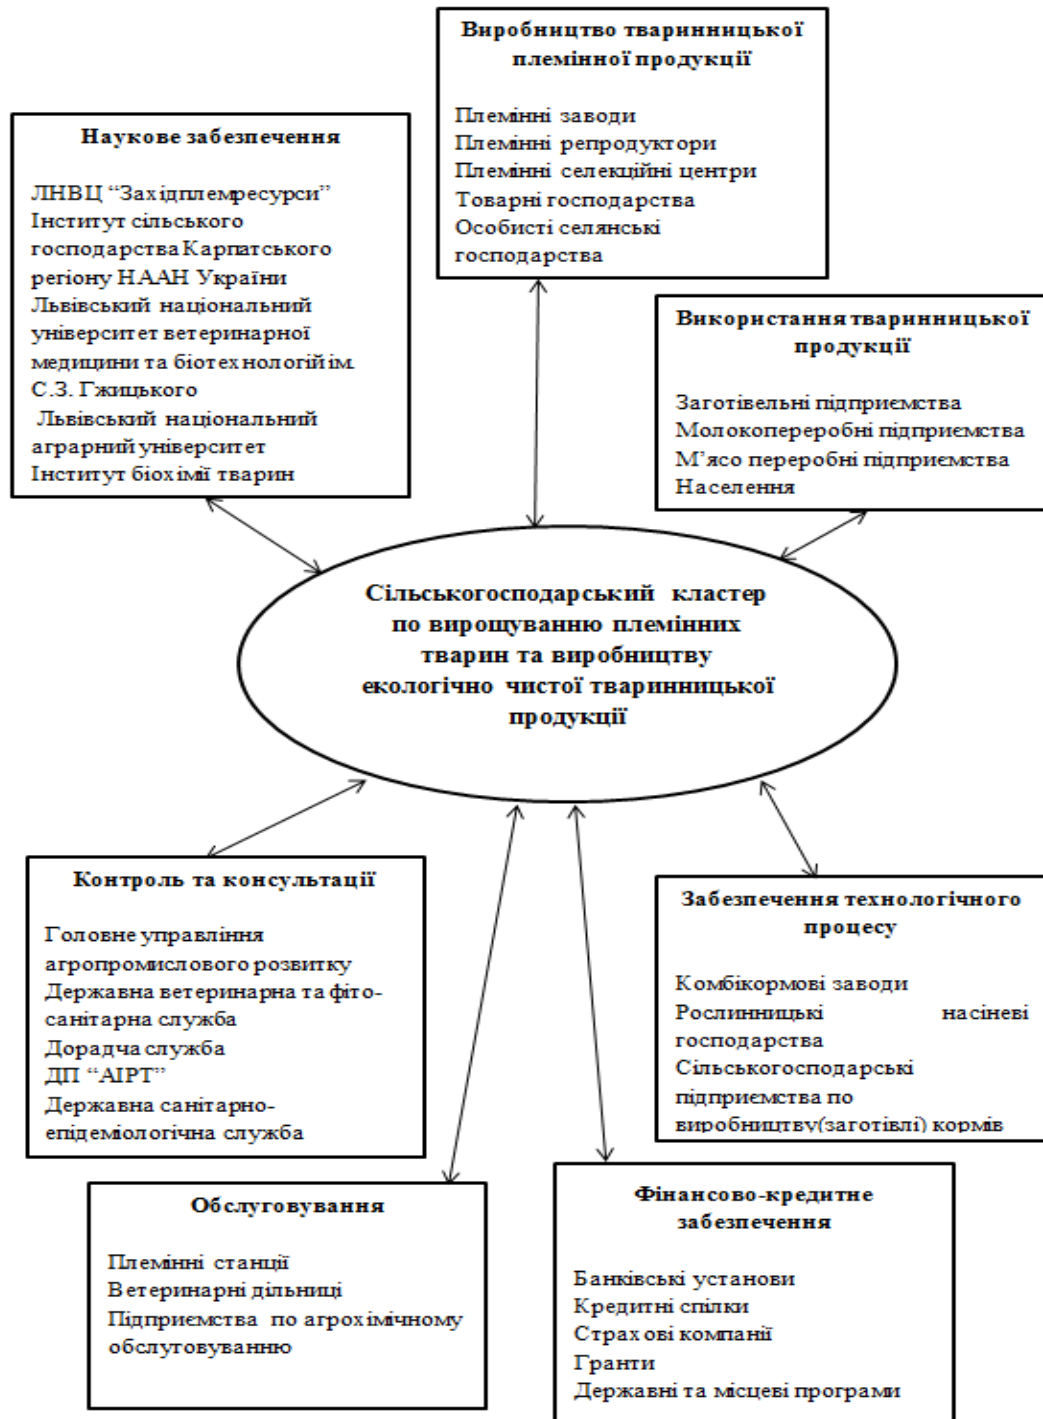 Виробництво тваринницької
племінної продукції
Племінні заводи
Племінні репродуктори
Племінні селекційні центри
Товарні господарства
Особисті селянські
господарства
Наукове забезпечення
ЛНВЦ “Західплемресурси”
Інститут сільського
господарства Карпатського
регіону НААН України
Львівський національний
університет ветеринарної
медицини та біотехнологій ім.
С.З. Гжицького
Львівський національний
аграрний університет
Інститут біохімії тварин
Використання тваринницької
продукції
Заготівельні підприємства
Молокопереробні підприємства
М’ясо переробні підприємства
Населення
Сільськогосподарський кластер
по вирощуванню племінних
тварин та виробництву
екологічно чистої тваринницької
продукції
Контроль та консультації
Головне управління
агропромислового розвитку
Державна ветеринарна та фіто-
санітарна служба
Дорадча служба
ДП “АІРТ”
Державна санітарно-
епідеміологічна служба
Забезпечення технологічного
процесу
Комбікормові заводи
Рослинницькі насіневі
господарства
Сільськогосподарські
підприємства по
виробництву(заготівлі) кормів
Обслуговування
Племінні станції
Ветеринарні дільниці
Підприємства по агрохімічному
обслуговуванню
Фінансово-кредитне
забезпечення
Банківські установи
Кредитні спілки
Страхові компанії
Гранти
Державні та місцеві програми